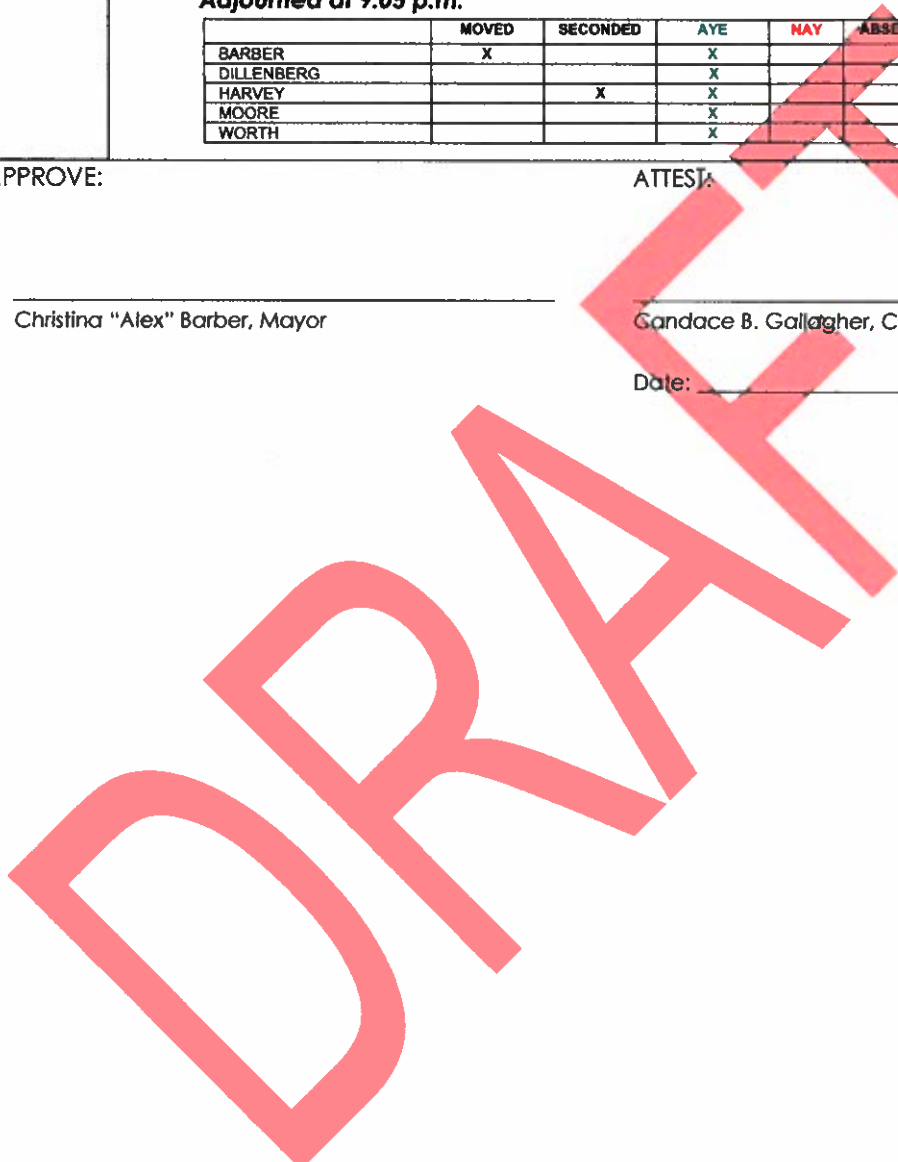 Adjourned at 9:05 p.m.
MOVED SECONDED AYE NAY
BARBER X X
DILLENBERG X
HARVEY X X
MOORE X
WORTH X
APPROVE: ATTEST:
Christina "Alex" Barber, Mayor Candace B. Gallagher, C
Date:
DRAFT